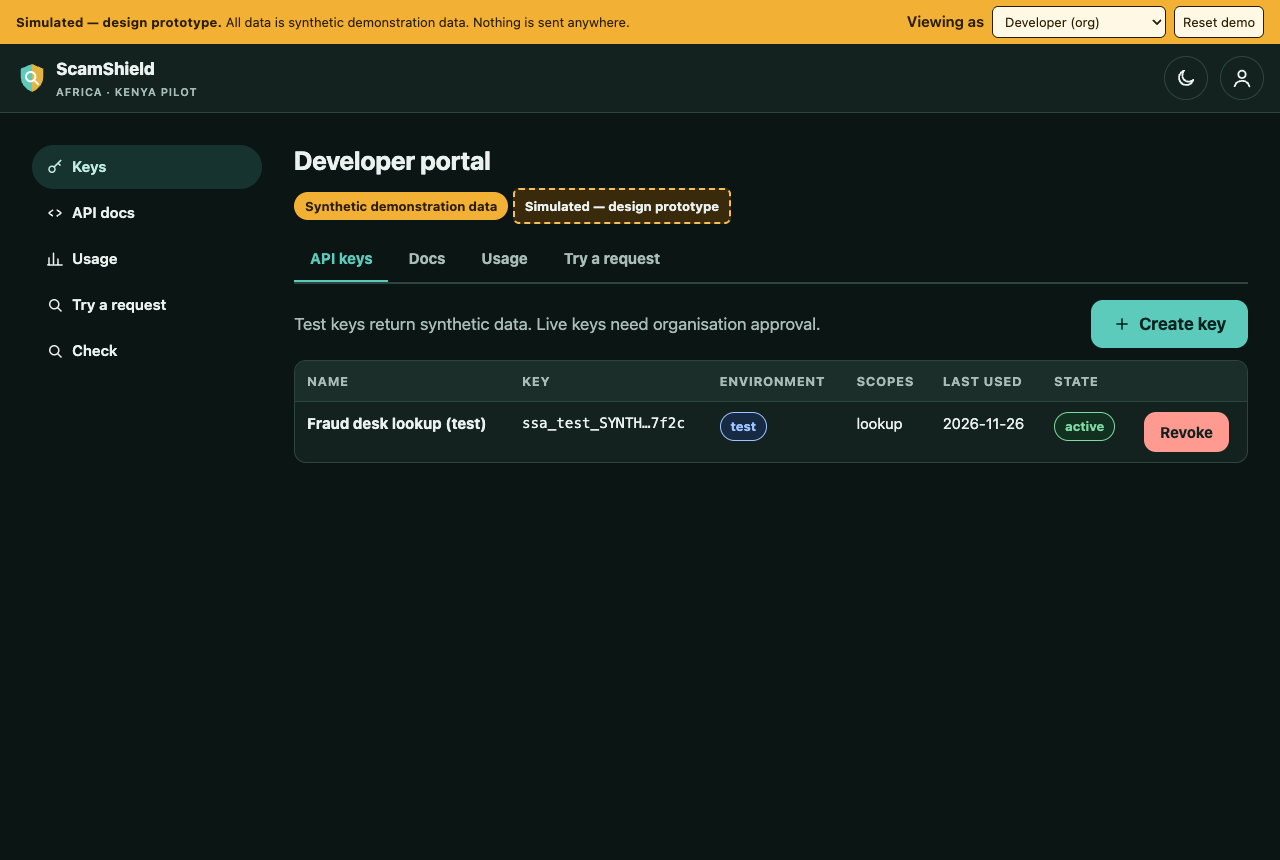 Simulated — design prototype. All data is synthetic demonstration data. Nothing is sent anywhere.
Viewing as
Developer (org)
Reset demo
ScamShield
AFRICA · KENYA PILOT
Keys
API docs
Usage
Try a request
Check
Developer portal
Synthetic demonstration data
Simulated — design prototype
API keys Docs Usage Try a request
Test keys return synthetic data. Live keys need organisation approval.
+ Create key
NAME KEY ENVIRONMENT SCOPES LAST USED STATE
Fraud desk lookup (test) ssa_test_SYNTH…7f2c test lookup 2026-11-26 active Revoke